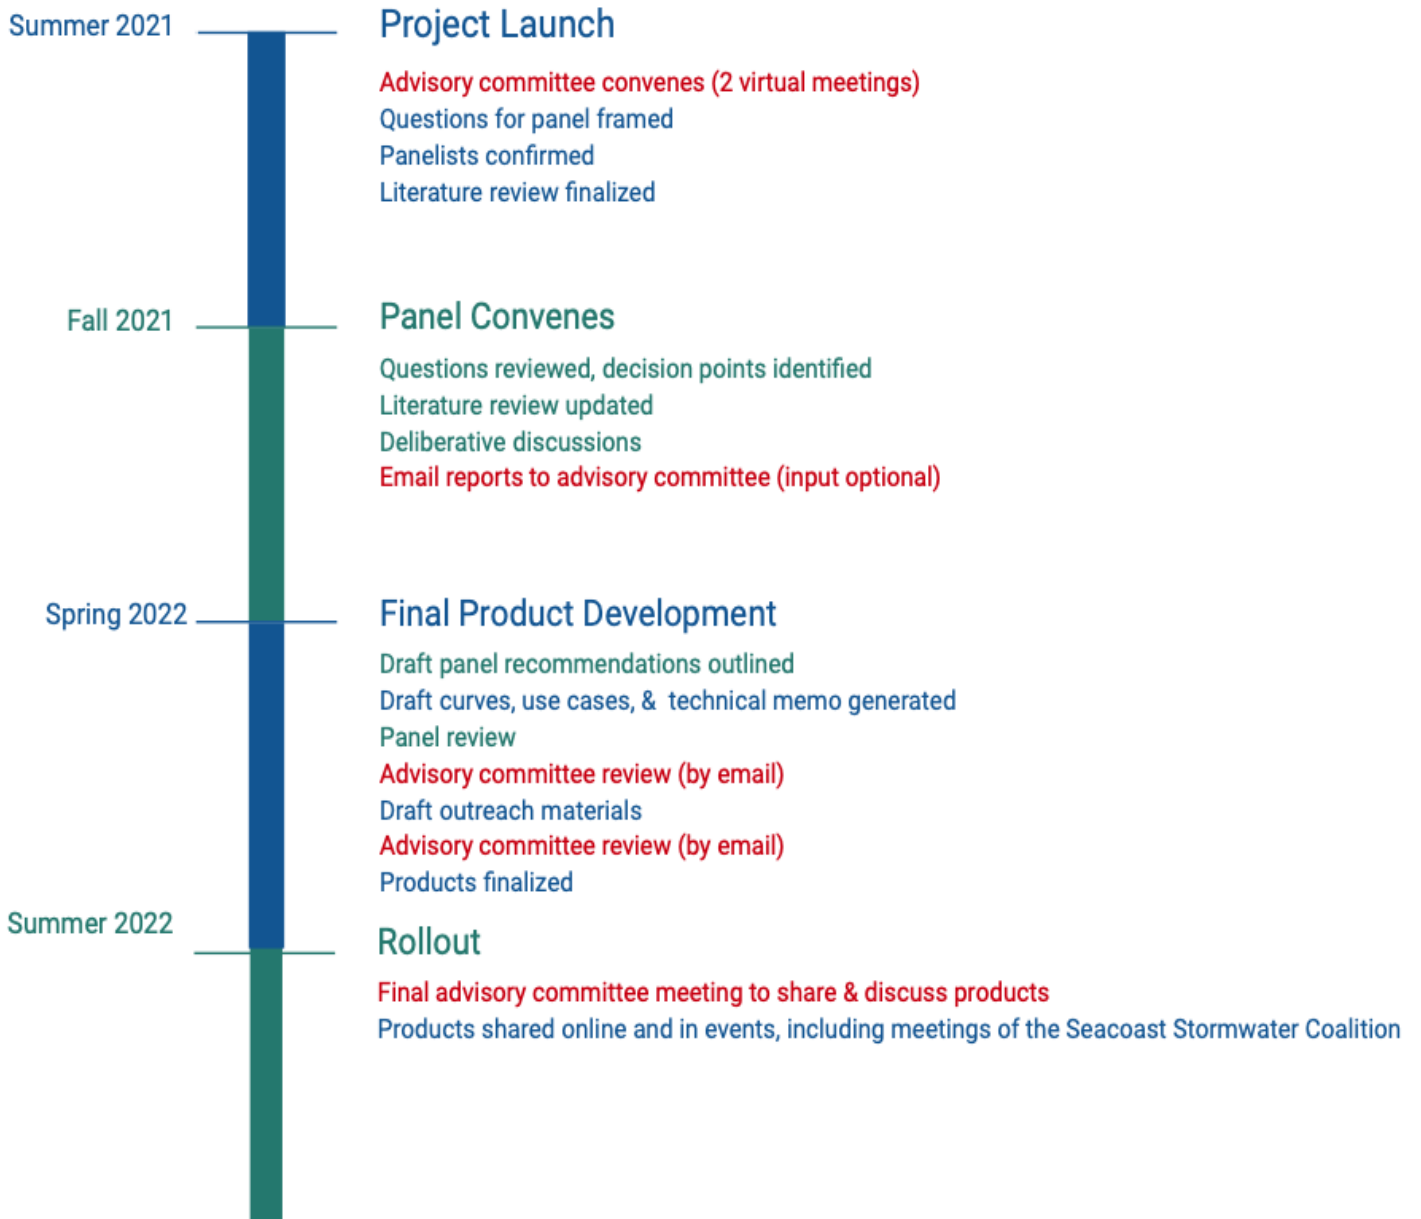 Summer 2021
Project Launch
Advisory committee convenes (2 virtual meetings)
Questions for panel framed
Panelists confirmed
Literature review finalized
Fall 2021
Panel Convenes
Questions reviewed, decision points identified
Literature review updated
Deliberative discussions
Email reports to advisory committee (input optional)
Spring 2022
Final Product Development
Draft panel recommendations outlined
Draft curves, use cases, & technical memo generated
Panel review
Advisory committee review (by email)
Draft outreach materials
Advisory committee review (by email)
Products finalized
Summer 2022
Rollout
Final advisory committee meeting to share & discuss products
Products shared online and in events, including meetings of the Seacoast Stormwater Coalition